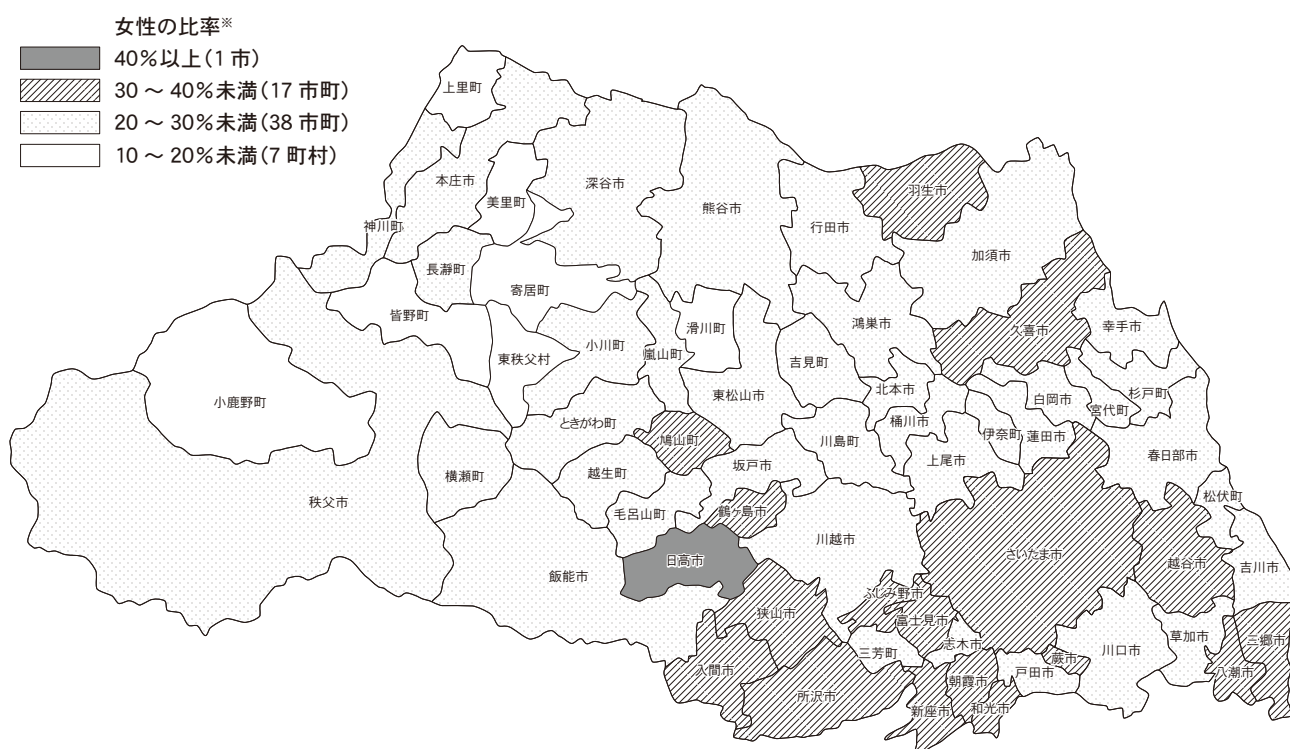 女性の比率※
40%以上(1市)
30～40%未満(17市町)
20～30%未満(38市町)
10～20%未満(7町村)
上里町
本庄市
美里町
深谷市
熊谷市
行田市
羽生市
加須市
神川町
長瀞町
寄居町
皆野町
東秩父村
小川町
嵐山町
滑川町
吉見町
鴻巣市
久喜市
幸手市
小鹿野町
東松山市
北本市
白岡市
杉戸町
宮代町
ときがわ町
鳩山町
川島町
桶川市
伊奈町
蓮田市
横瀬町
越生町
坂戸市
上尾市
春日部市
秩父市
毛呂山町
鶴ヶ島市
松伏町
飯能市
日高市
川越市
さいたま市
越谷市
吉川市
狭山市
ふじみ野市
富士見市
入間市
三芳町
志木市
蕨市
川口市
草加市
三郷市
所沢市
新座市
朝霞市
和光市
戸田市
八潮市